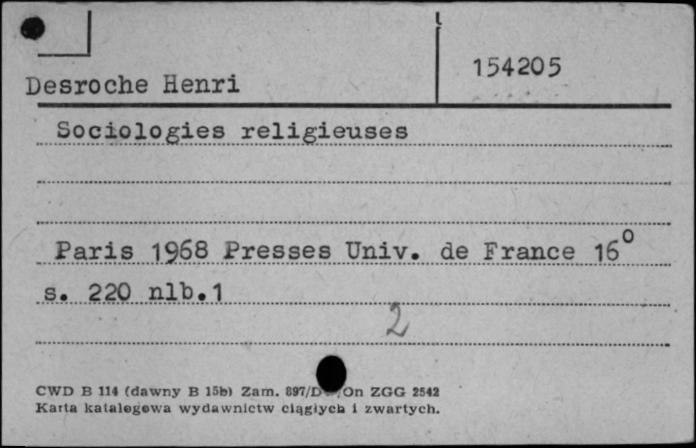 154205
Desroche Henri
Sociologies religieuses
Paris 1968 Presses Univ. de France 16°
s. 220 nlb.1
2
CWD B 114 (dawny B 15b) Zam. 897/D /On ZGG 2542
Karta katalogowa wydawnictw ciągłych i zwartych.